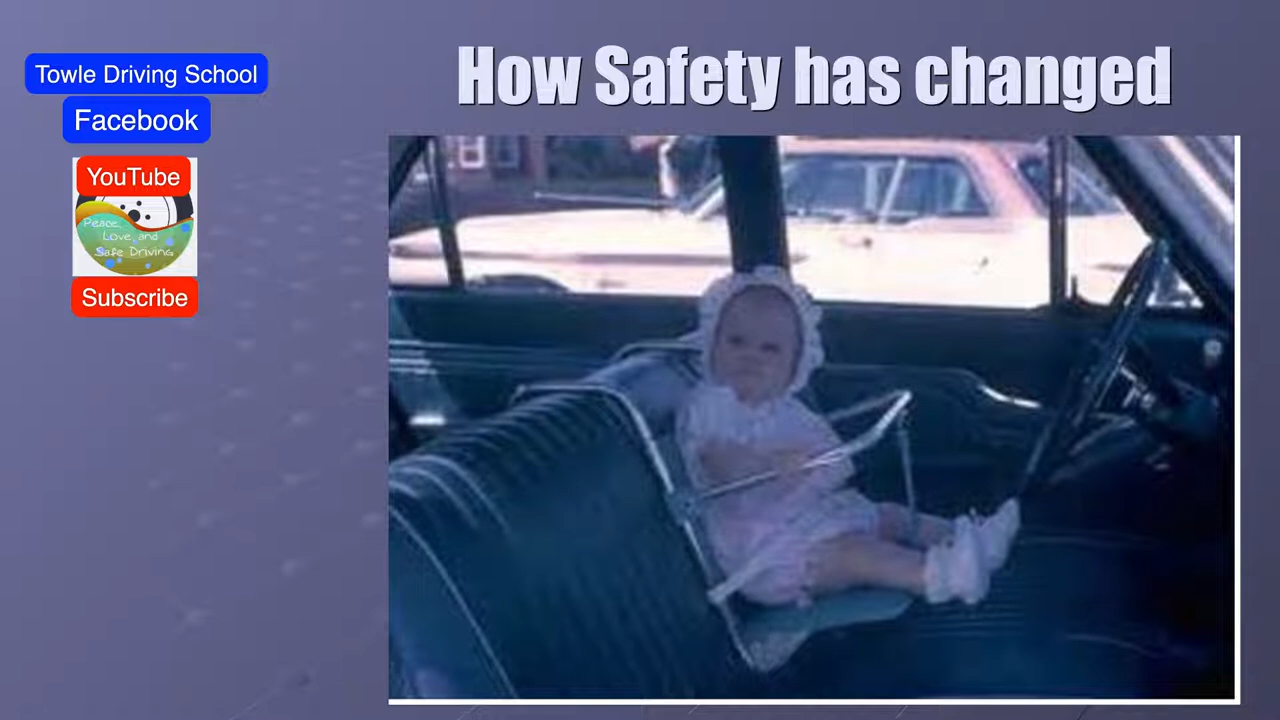 How Safety has changed
Towle Driving School
Facebook
YouTube
Peace,
Love, and
Safe Driving
Subscribe